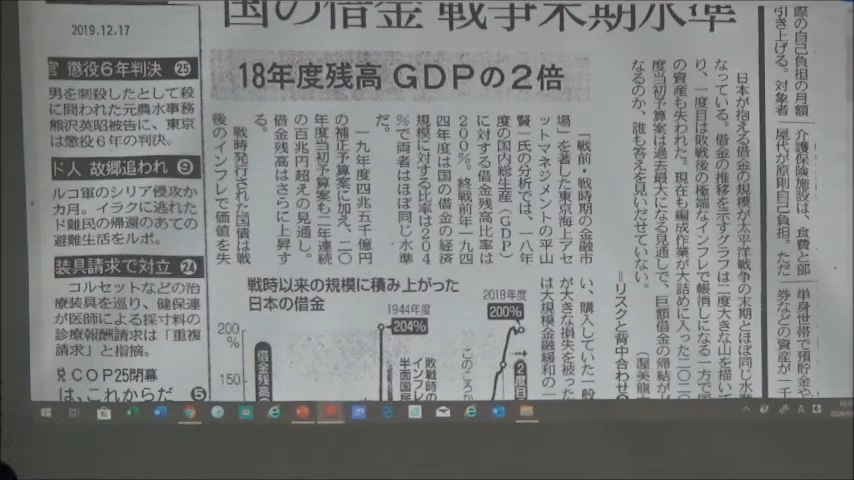 国の借金 戦争末期水準
18年度残高 GDPの2倍
日本が抱える借金の規模が太平洋戦争の末期とほぼ同じ水準
なっている。借金の推移を示すグラフは二度大きな山を描いて
り、一度目は敗戦後の極端なインフレで帳消しになる一方で国
の資産も失われた。現在も編成作業が大詰めに入った二〇二
度当初予算案は過去最大になる見通しで、巨額借金の帰結が
なるのか、誰も答えを見いだせていない。
(渥美龍
=リスクと背中合わせ
「戦前・戦時期の金融市
場」を著した東京海上アセ
ットマネジメントの平山
賢一氏の分析では、一八年
度の国内総生産(GDP)
に対する借金残高比率は
200%。終戦前年一九四
四年度は国の借金の経済
規模に対する比率は204
%で両者はほぼ同じ水準
だ。
一九年度四兆五千億円
の補正予算案に加え、二〇
年度当初予算案も二年連続
の百兆円超えの見通し。
借金残高はさらに上昇す
る。
戦時発行された国債は戦
後のインフレで価値を失
い、購入していた一般
が大きな損失を被った
は大規模金融緩和の一
戦時以来の規模に積み上がった
日本の借金
1944年度
204%
2018年度
200%
200
%
150
借金残高の
敗戦時の
インフレ
半面国
このころか
2度目
際の自己負担の月額
引き上げる。対象者
介護保険施設は、食費と部
屋代が原則自己負担。ただ
単身世帯で預貯金や
券などの資産が一千
2019.12.17
官 懲役6年判決 25
男を刺殺したとして殺
に問われた元農水事務
熊沢英昭被告に、東京
は懲役6年の判決。
ド人 故郷追われ 9
ルコ軍のシリア侵攻か
カ月。イラクに逃れた
ド難民の帰還のあての
避難生活をルポ。
装具請求で対立 24
コルセットなどの治
療装具を巡り、健保連
が医師による採寸料の
診療報酬請求は「重複
請求」と指摘。
COP25閉幕
は、これからだ 5